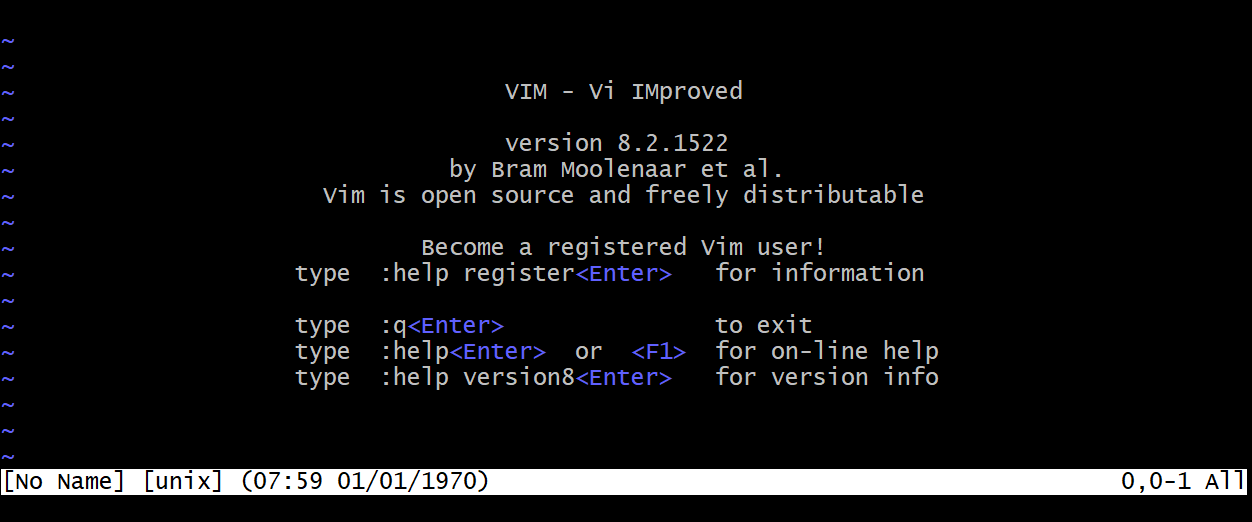 ~
~
~ VIM - Vi IMproved
~
~ version 8.2.1522
~ by Bram Moolenaar et al.
~ Vim is open source and freely distributable
~
~ Become a registered Vim user!
~ type :help register<Enter> for information
~
~ type :q<Enter> to exit
~ type :help<Enter> or <F1> for on-line help
~ type :help version8<Enter> for version info
~
~
~
[No Name] [unix] (07:59 01/01/1970) 0,0-1 All